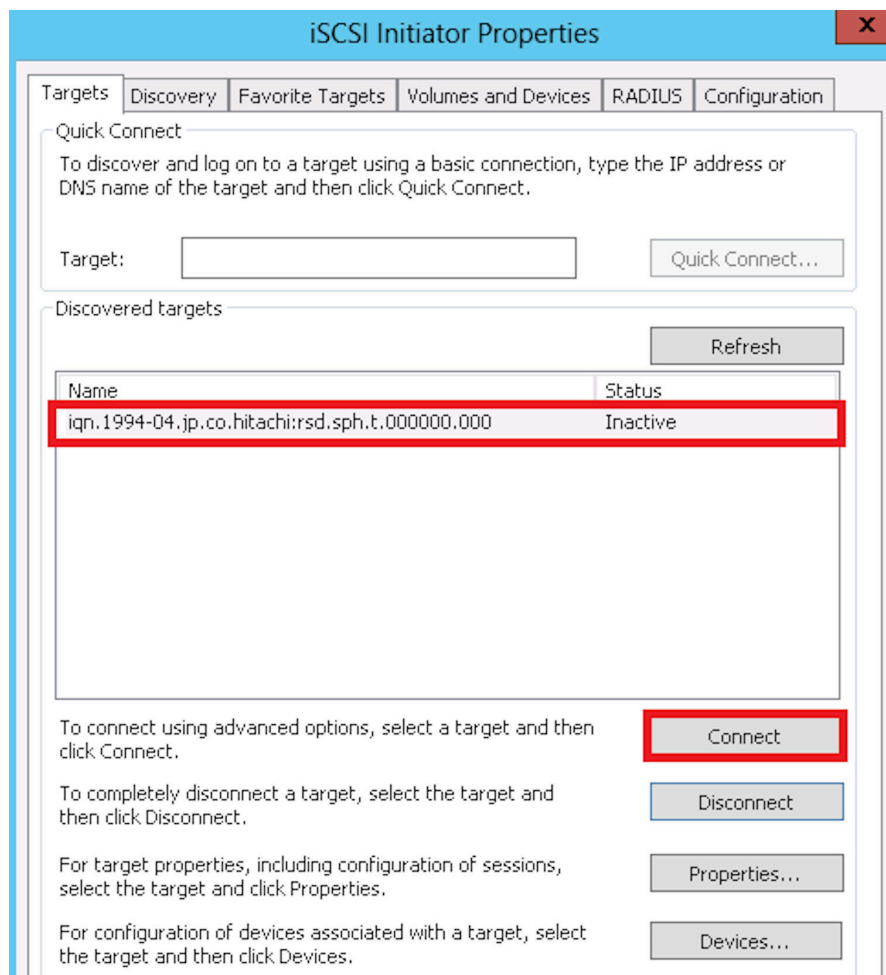 iSCSI Initiator Properties
x
Targets Discovery Favorite Targets Volumes and Devices RADIUS Configuration
Quick Connect
To discover and log on to a target using a basic connection, type the IP address or
DNS name of the target and then click Quick Connect.
Target:
Quick Connect...
Discovered targets
Refresh
Name Status
iqn.1994-04.jp.co.hitachi:rsd.sph.t.000000.000 Inactive
To connect using advanced options, select a target and then
click Connect.
Connect
To completely disconnect a target, select the target and
then click Disconnect.
Disconnect
For target properties, including configuration of sessions,
select the target and click Properties.
Properties...
For configuration of devices associated with a target, select
the target and then click Devices.
Devices...